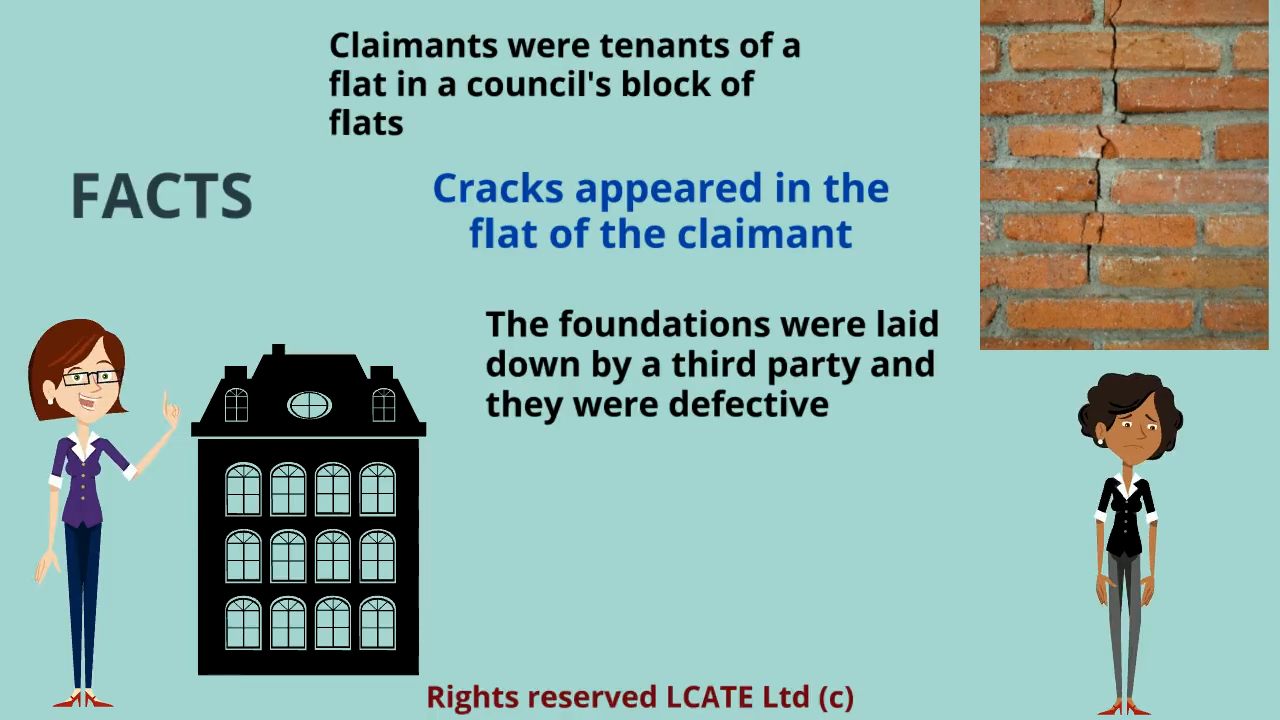 Claimants were tenants of a
flat in a council's block of
flats
FACTS
Cracks appeared in the
flat of the claimant
The foundations were laid
down by a third party and
they were defective
Rights reserved LCATE Ltd (c)